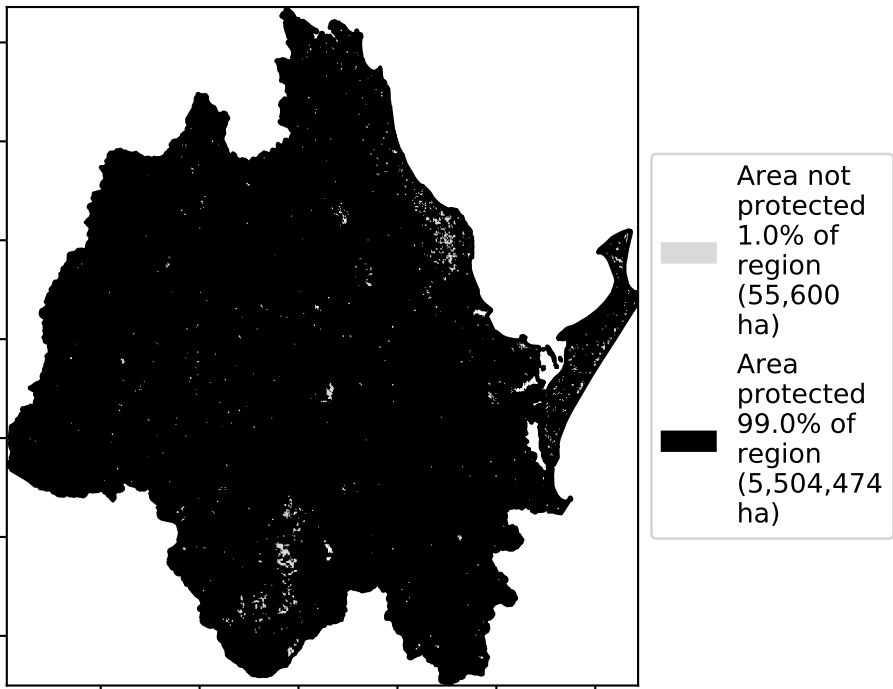 Area not
protected
1.0% of
region
(55,600
ha)
Area
protected
99.0% of
region
(5,504,474
ha)